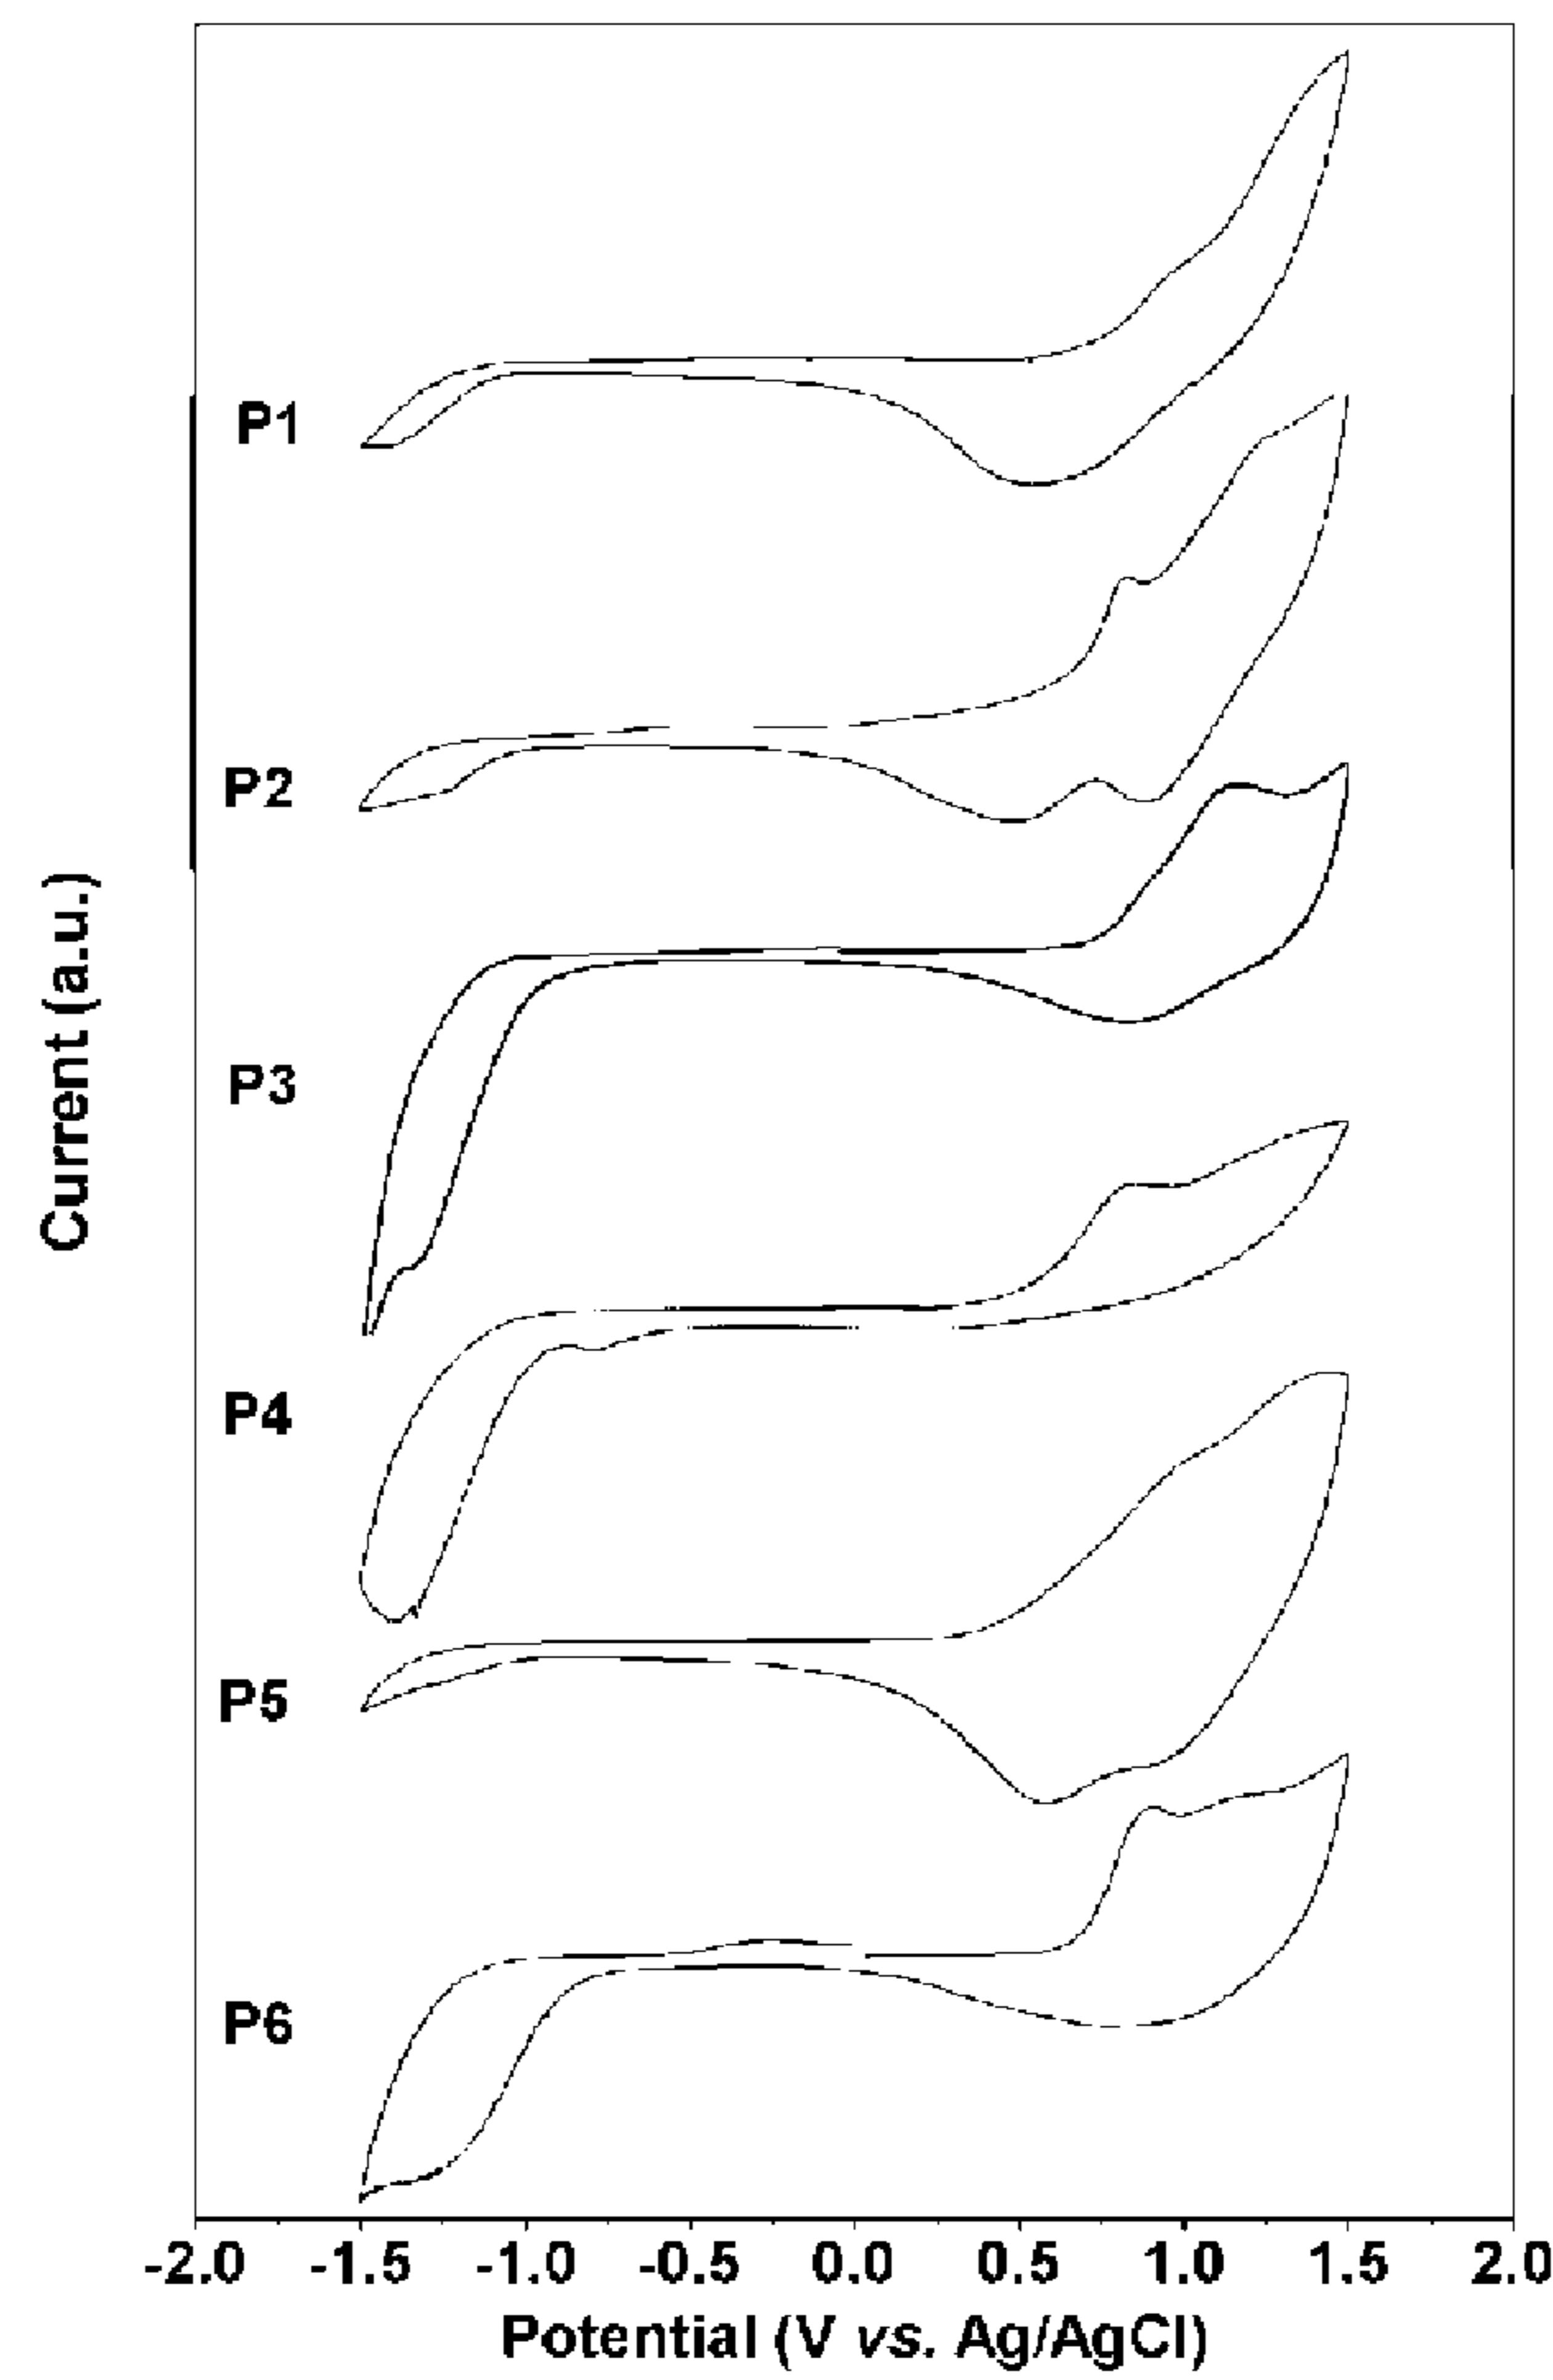 P1
P2
P3
P4
P5
P6
Current (a.u.)
-2.0 -1.5 -1.0 -0.5 0.0 0.5 1.0 1.5 2.0
Potential (V vs. Ag/AgCl)